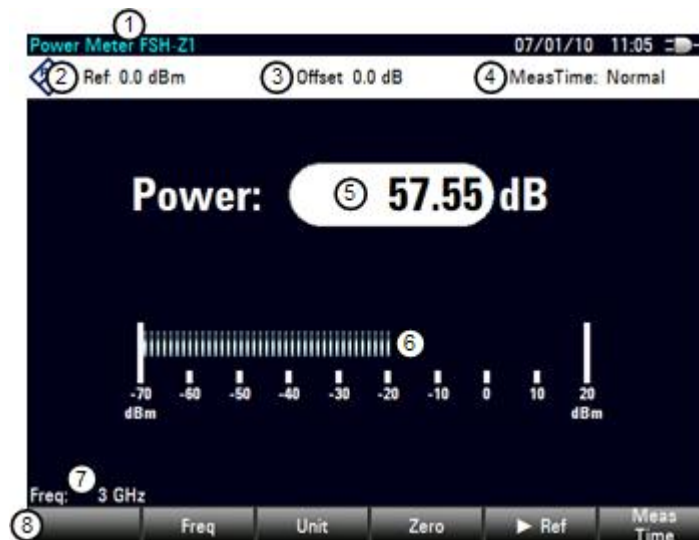 1
Power Meter FSH-Z1 07/01/10 11:05
2 Ref: 0.0 dBm 3 Offset 0.0 dB 4 MeasTime: Normal
Power: 5 57.55 dB
6
-70 -60 -50 -40 -30 -20 -10 0 10 20
dBm dBm
7
Freq: 3 GHz
8 Freq Unit Zero ► Ref Meas
Time